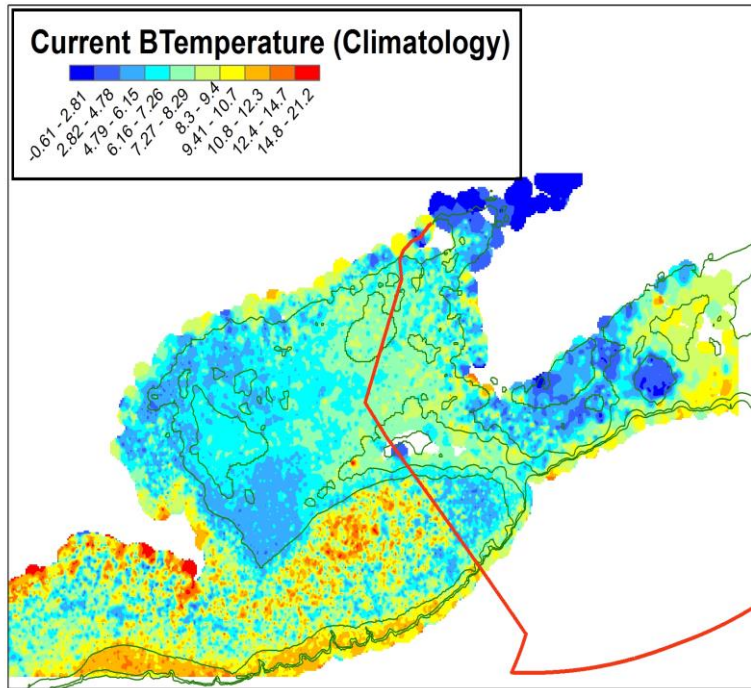 Current BTemperature (Climatology)
-0.61 - 2.81
2.82 - 4.78
4.79 - 6.15
6.16 - 7.26
7.27 - 8.29
8.3 - 9.4
9.41 - 10.7
10.8 - 12.3
12.4 - 14.7
14.8 - 21.2